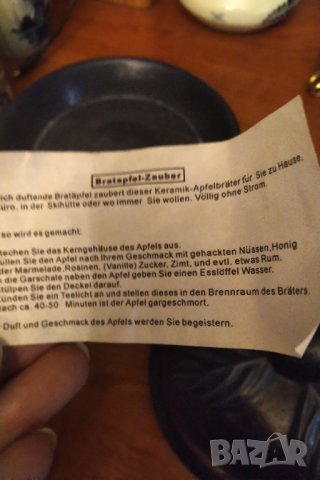 Bratapfel-Zauber
lich duftende Bratäpfel zaubert dieser Keramik-Apfelbräter für Sie zu Hause,
üro, in der Skihütte oder wo immer Sie wollen. Völlig ohne Strom.
so wird es gemacht:
stechen Sie das Kerngehäuse des Apfels aus.
üllen Sie den Apfel nach Ihrem Geschmack mit gehackten Nüssen,Honig
der Marmelade, Rosinen, (Vanille) Zucker, Zimt, und evtl. etwas Rum.
n die Garschale neben den Apfel geben Sie einen Esslöffel Wasser.
stülpen Sie den Deckel darauf.
ünden Sie ein Teelicht an und stellen dieses in den Brennraum des Bräters.
ach ca. 40-50 Minuten ist der Apfel gargeschmort.
Duft und Geschmack des Apfels werden Sie begeistern.
BAZAR